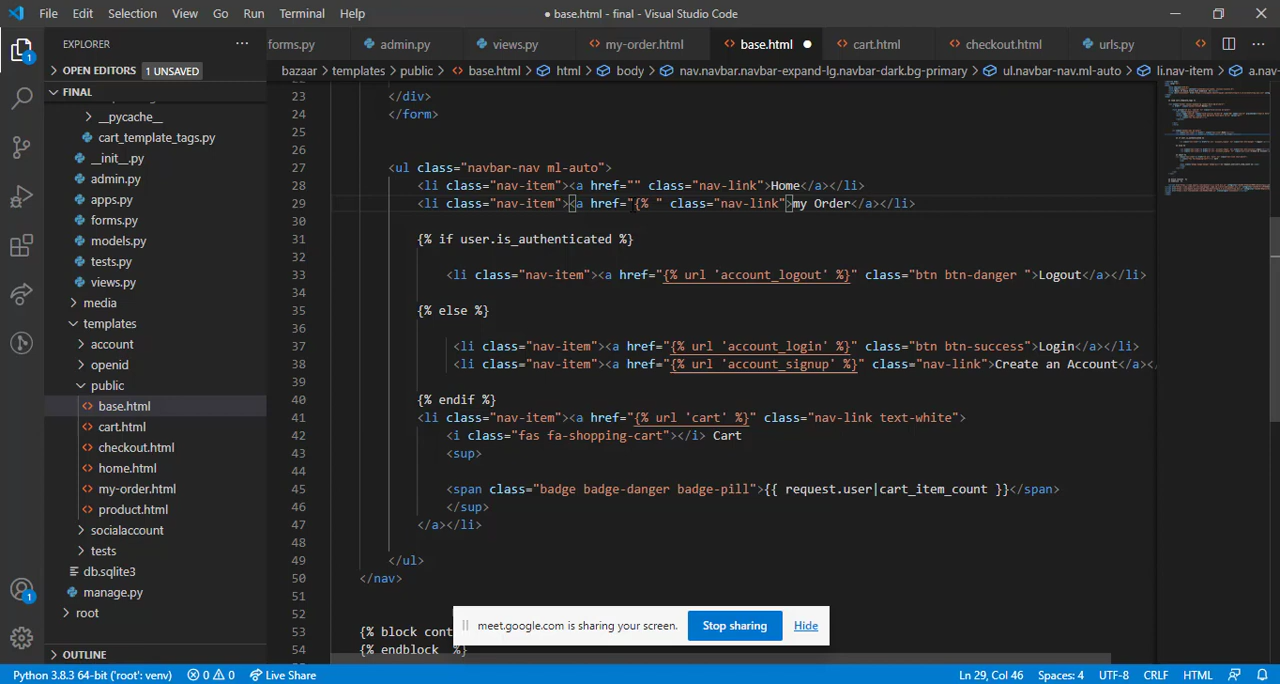 File Edit Selection View Go Run Terminal Help ● base.html - final - Visual Studio Code
EXPLORER ··· forms.py admin.py views.py <> my-order.html <> base.html ● <> cart.html <> checkout.html urls.py <> ···
OPEN EDITORS 1 UNSAVED
bazaar > templates > public > <> base.html > html > body > nav.navbar.navbar-expand-lg.navbar-dark.bg-primary > ul.navbar-nav.ml-auto > li.nav-item > a.nav
FINAL
__pycache__
cart_template_tags.py
__init__.py
admin.py
apps.py
forms.py
models.py
tests.py
views.py
media
templates
account
openid
public
<> base.html
<> cart.html
<> checkout.html
<> home.html
<> my-order.html
<> product.html
socialaccount
tests
db.sqlite3
manage.py
root
OUTLINE
1
1
23 </div>
24 </form>
25
26
27 <ul class="navbar-nav ml-auto">
28 <li class="nav-item"><a href="" class="nav-link">Home</a></li>
29 <li class="nav-item"><a href="{% " class="nav-link">my Order</a></li>
30
31 {% if user.is_authenticated %}
32
33 <li class="nav-item"><a href="{% url 'account_logout' %}" class="btn btn-danger ">Logout</a></li>
34
35 {% else %}
36
37 <li class="nav-item"><a href="{% url 'account_login' %}" class="btn btn-success">Login</a></li>
38 <li class="nav-item"><a href="{% url 'account_signup' %}" class="nav-link">Create an Account</a></
39
40 {% endif %}
41 <li class="nav-item"><a href="{% url 'cart' %}" class="nav-link text-white">
42 <i class="fas fa-shopping-cart"></i> Cart
43 <sup>
44
45 <span class="badge badge-danger badge-pill">{{ request.user|cart_item_count }}</span>
46 </sup>
47 </a></li>
48
49 </ul>
50 </nav>
51
52
53 {% block cont
54 {% endblock %}
meet.google.com is sharing your screen. Stop sharing Hide
Python 3.8.3 64-bit ('root': venv) 0 0 Live Share Ln 29, Col 46 Spaces: 4 UTF-8 CRLF HTML